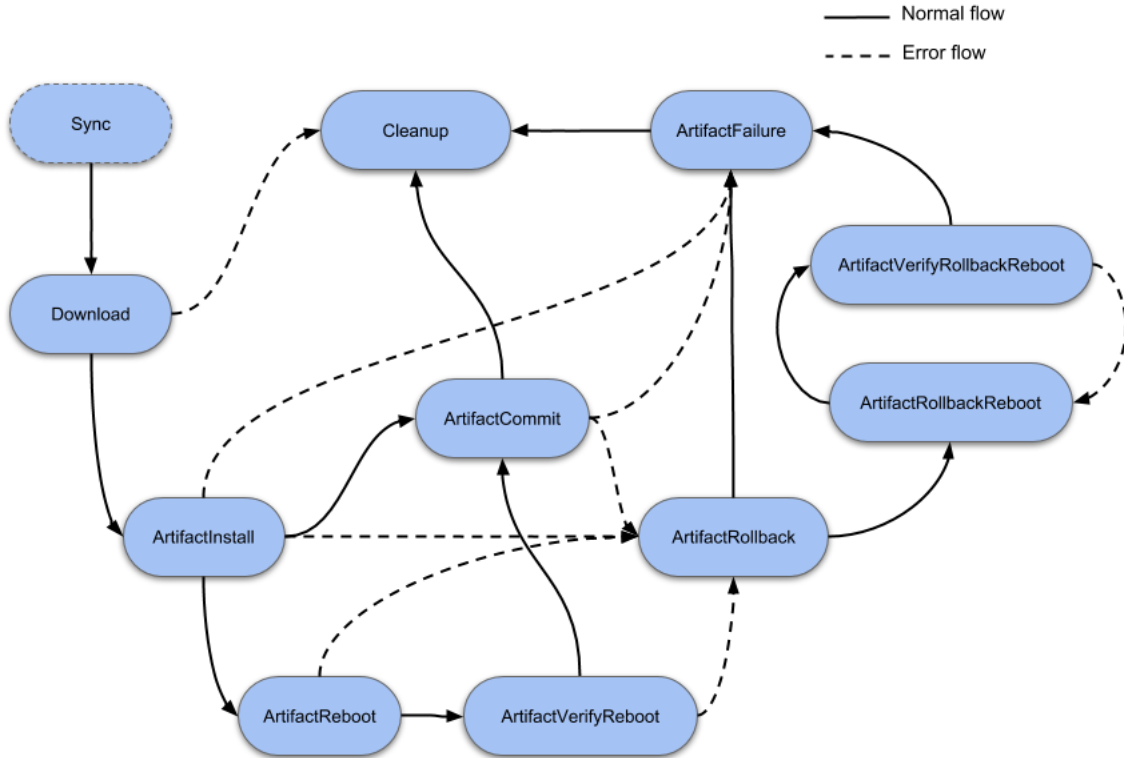 Normal flow
Error flow
Sync
Cleanup
ArtifactFailure
ArtifactVerifyRollbackReboot
Download
ArtifactRollbackReboot
ArtifactCommit
ArtifactInstall
ArtifactRollback
ArtifactReboot
ArtifactVerifyReboot